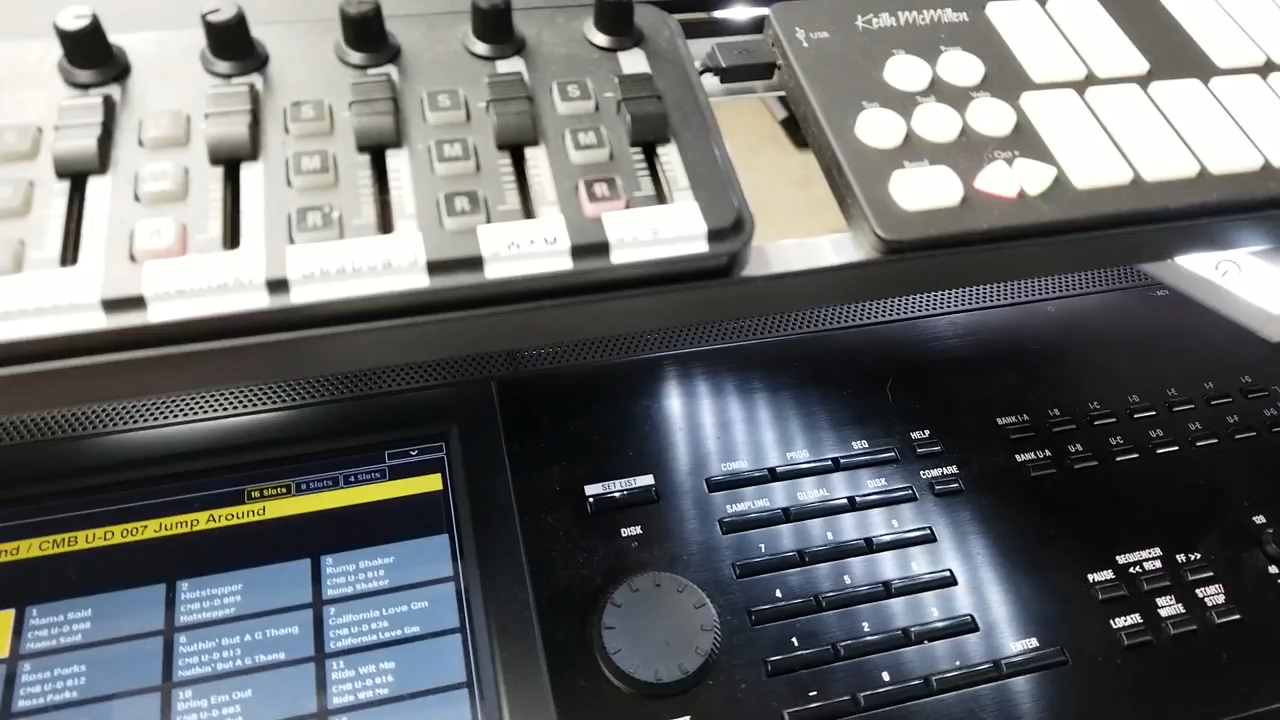 Keith McMillen
USB
S
S
S
M
M
M
R
R
R
R
SET LIST
DISK
COMBI
PROG
SEQ
HELP
SAMPLING
GLOBAL
DISK
COMPARE
7
8
9
4
5
6
1
2
3
-
0
.
ENTER
BANK I-A
I-B
I-C
I-D
I-E
I-F
I-G
BANK U-A
U-B
U-C
U-D
U-E
U-F
SEQUENCER
PAUSE
<< REW
FF >>
LOCATE
REC/
WRITE
START/
STOP
120
40
16 Slots
8 Slots
4 Slots
nd / CMB U-D 007 Jump Around
1
Mama Said
CMB U-D 008
Mama Said
2
Hotstepper
CMB U-D 009
Hotstepper
3
Rump Shaker
CMB U-D 010
Rump Shaker
5
Rosa Parks
CMB U-D 012
Rosa Parks
6
Nuthin' But A G Thang
CMB U-D 013
Nuthin' But A G Thang
7
California Love Gm
CMB U-D 036
California Love Gm
10
Bring Em Out
CMB U-D 005
11
Ride Wit Me
CMB U-D 016
Ride Wit Me